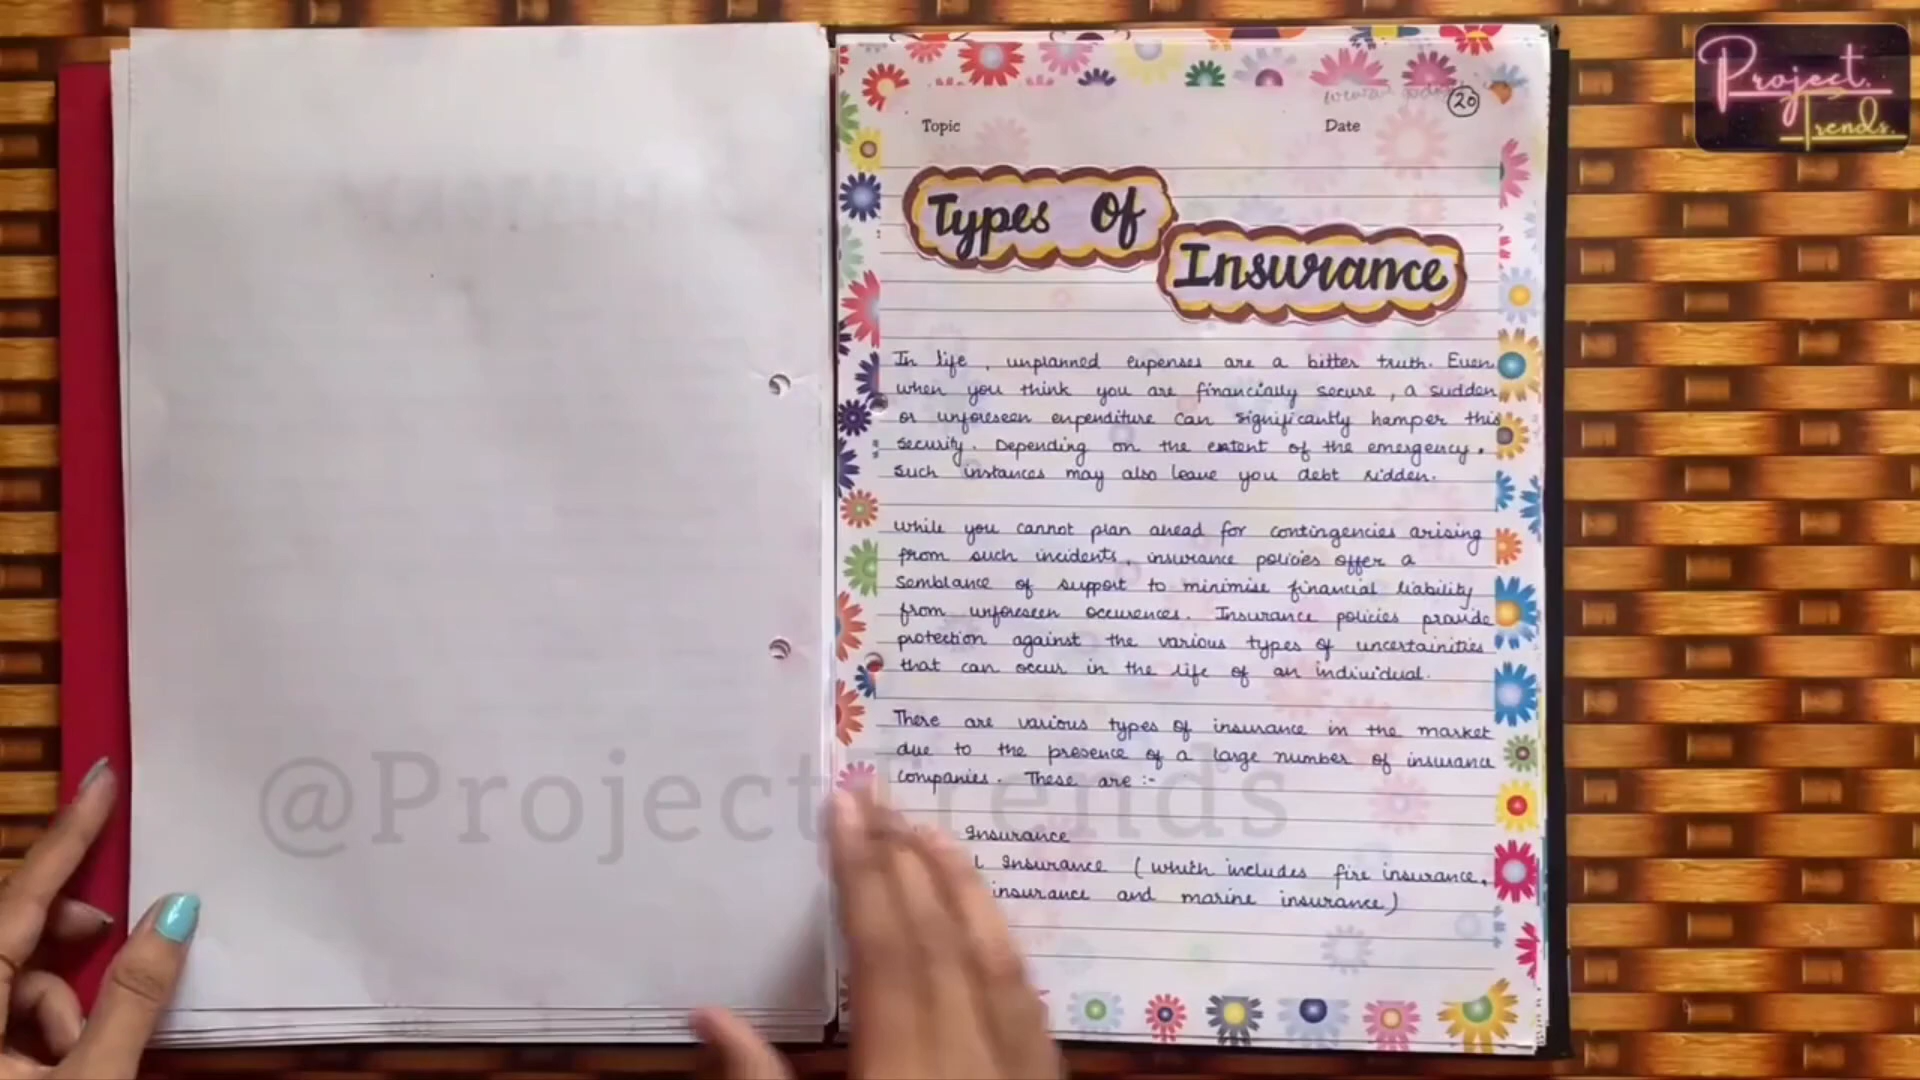 Project
Trends
20
Topic
Date
Types Of
Insurance
In life, unplanned expenses are a bitter truth. Even
when you think you are financially secure, a sudden
or unforeseen expenditure can significantly hamper this
security. Depending on the extent of the emergency,
such instances may also leave you debt ridden.
While you cannot plan ahead for contingencies arising
from such incidents, insurance policies offer a
semblance of support to minimise financial liability
from unforeseen occurences. Insurance policies provide
protection against the various types of uncertainities
that can occur in the life of an individual.
There are various types of insurance in the market
due to the presence of a large number of insurance
companies. These are :-
Insurance
Insurance (which includes fire insurance,
insurance and marine insurance)
@ProjectTrends